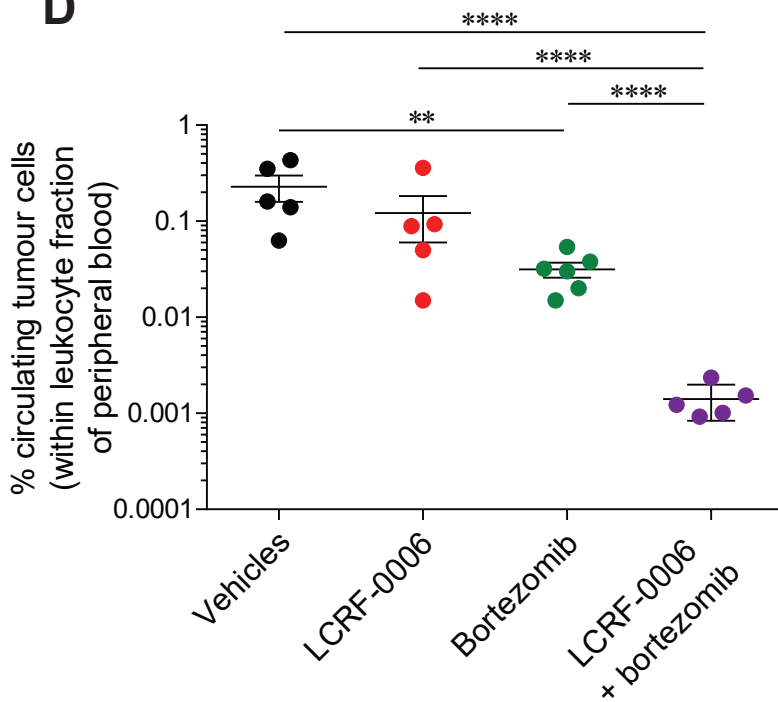 D
****
****
****
**
% circulating tumour cells
(within leukocyte fraction
of peripheral blood)
1
0.1
0.01
0.001
0.0001
Vehicles
LCRF-0006
Bortezomib
LCRF-0006
+ bortezomib